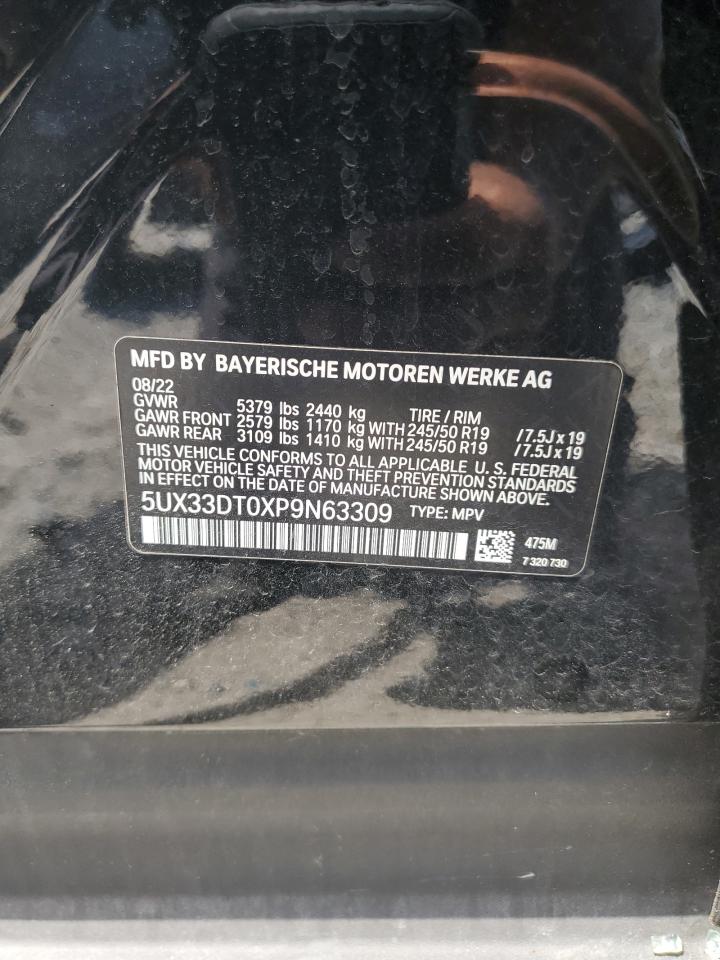 MFD BY BAYERISCHE MOTOREN WERKE AG
08/22
GVWR 5379 lbs 2440 kg TIRE / RIM
GAWR FRONT 2579 lbs 1170 kg WITH 245/50 R19 / 7.5J x 19
GAWR REAR 3109 lbs 1410 kg WITH 245/50 R19 / 7.5J x 19
THIS VEHICLE CONFORMS TO ALL APPLICABLE U. S. FEDERAL
MOTOR VEHICLE SAFETY AND THEFT PREVENTION STANDARDS
IN EFFECT ON THE DATE OF MANUFACTURE SHOWN ABOVE.
5UX33DT0XP9N63309 TYPE: MPV
475M
7 320 730